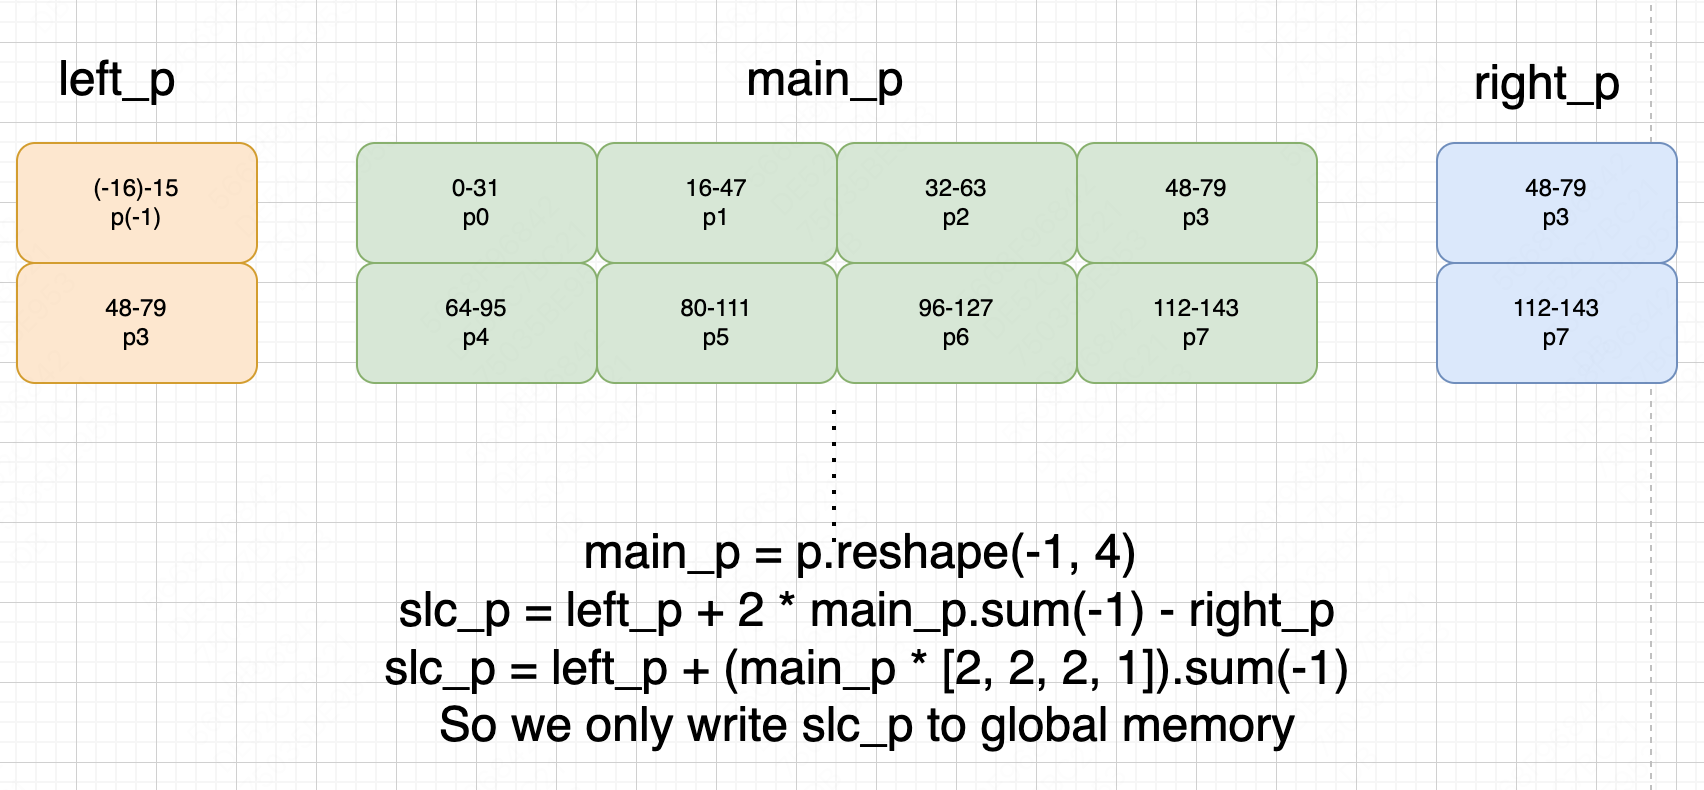 left_p
main_p
right_p
(-16)-15
p(-1)
0-31
p0
16-47
p1
32-63
p2
48-79
p3
48-79
p3
48-79
p3
64-95
p4
80-111
p5
96-127
p6
112-143
p7
112-143
p7
main_p = p.reshape(-1, 4)
slc_p = left_p + 2 * main_p.sum(-1) - right_p
slc_p = left_p + (main_p * [2, 2, 2, 1]).sum(-1)
So we only write slc_p to global memory